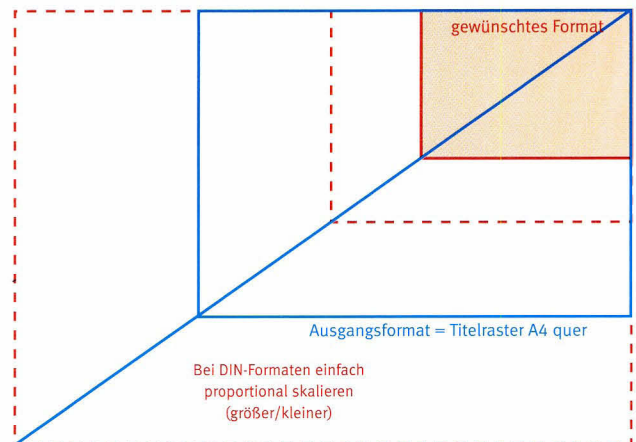 gewünschtes Format
Ausgangsformat = Titelraster A4 quer
Bei DIN-Formaten einfach
proportional skalieren
(größer/kleiner)